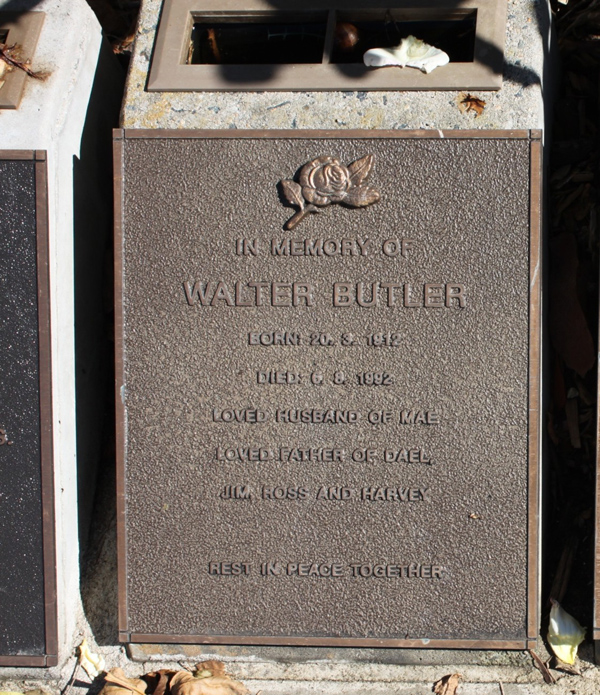 IN MEMORY OF
WALTER BUTLER
BORN: 20. 3. 1912
DIED: 6. 8. 1992
LOVED HUSBAND OF MAE
LOVED FATHER OF DAEL,
JIM, ROSS AND HARVEY
REST IN PEACE TOGETHER